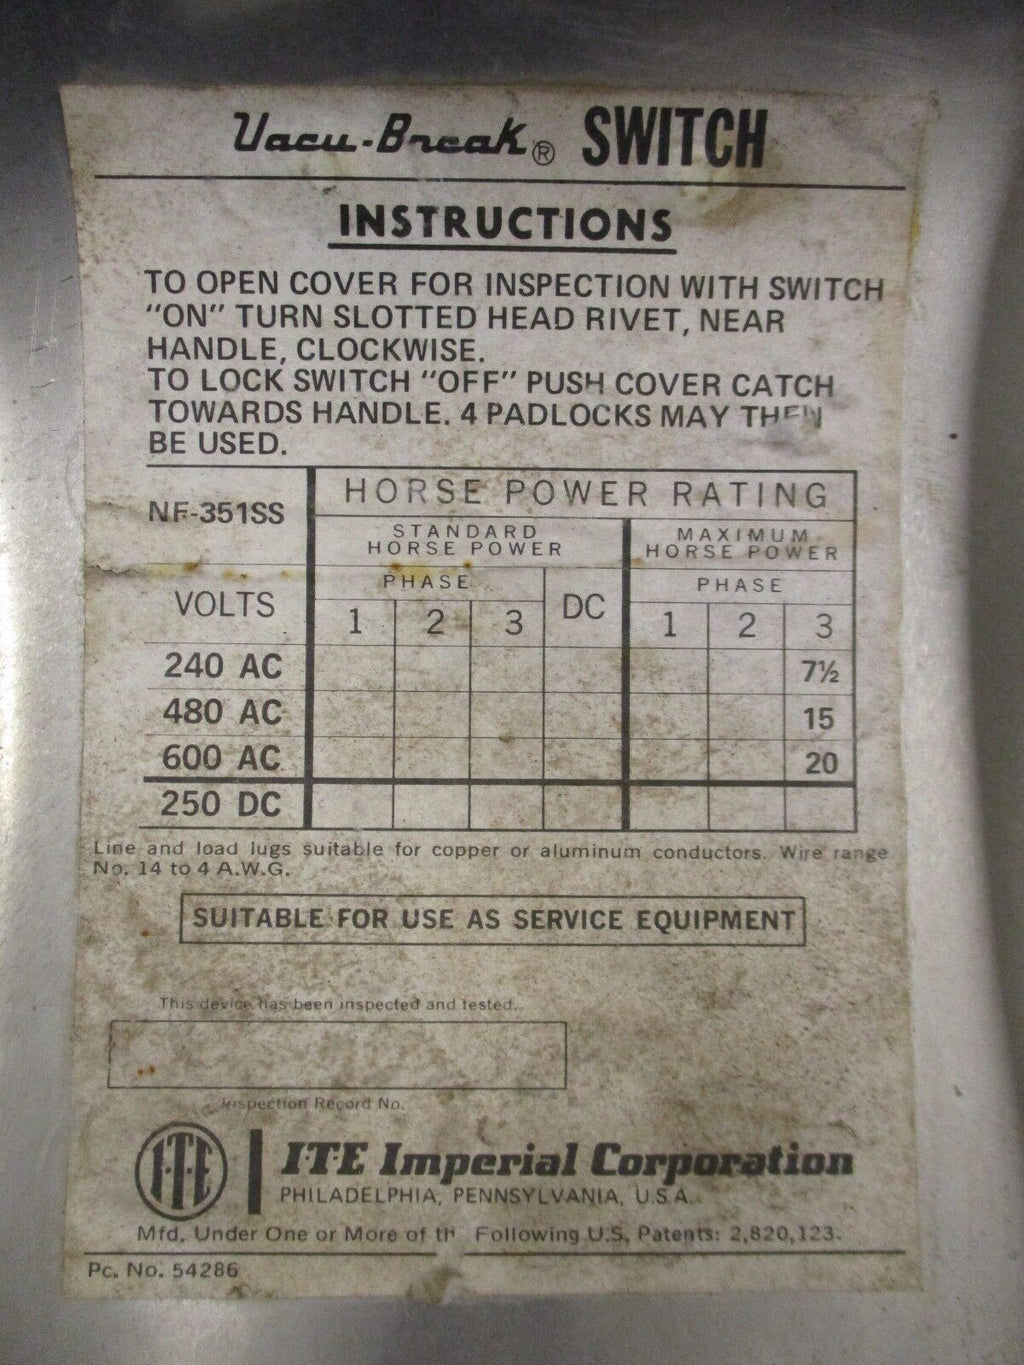 Vacu-Break® SWITCH
INSTRUCTIONS
TO OPEN COVER FOR INSPECTION WITH SWITCH
"ON" TURN SLOTTED HEAD RIVET, NEAR
HANDLE, CLOCKWISE.
TO LOCK SWITCH "OFF" PUSH COVER CATCH
TOWARDS HANDLE. 4 PADLOCKS MAY THEN
BE USED.
NF-351SS
HORSE POWER RATING
STANDARD
HORSE POWER
MAXIMUM
HORSE POWER
VOLTS
PHASE
DC
PHASE
1 2 3
1 2 3
240 AC 7½
480 AC 15
600 AC 20
250 DC
Line and load lugs suitable for copper or aluminum conductors. Wire range
No. 14 to 4 A.W.G.
SUITABLE FOR USE AS SERVICE EQUIPMENT
This device has been inspected and tested.
Inspection Record No.
I-T-E
I-T-E Imperial Corporation
PHILADELPHIA, PENNSYLVANIA, U.S.A.
Mfd. Under One or More of th Following U.S. Patents: 2,820,123.
Pc. No. 54286